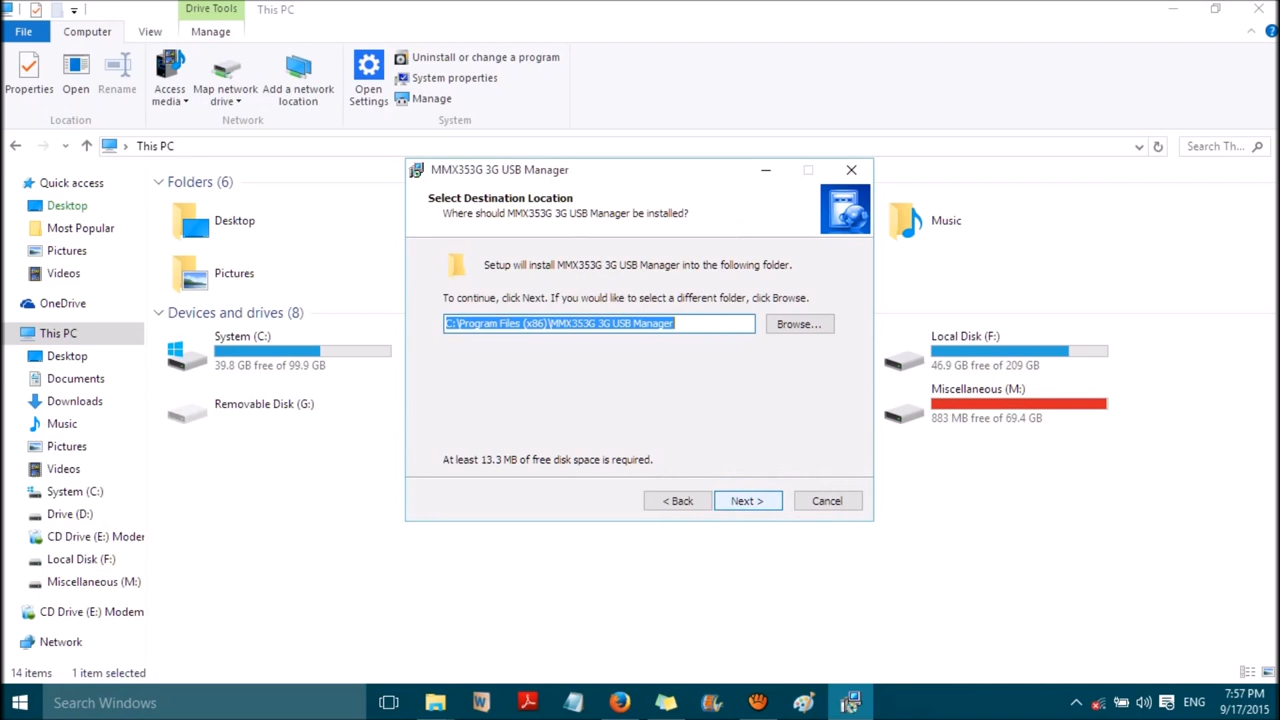 Drive Tools
This PC
File
Computer
View
Manage
Properties
Open
Rename
Access media
Map network drive
Add a network location
Open Settings
Uninstall or change a program
System properties
Manage
Location
Network
System
This PC
Search Th...
Quick access
Desktop
Most Popular
Pictures
Videos
OneDrive
This PC
Desktop
Documents
Downloads
Music
Pictures
Videos
System (C:)
Drive (D:)
CD Drive (E:) Moder
Local Disk (F:)
Miscellaneous (M:)
CD Drive (E:) Modem
Network
Folders (6)
Desktop
Music
Pictures
Devices and drives (8)
System (C:)
39.8 GB free of 99.9 GB
Local Disk (F:)
46.9 GB free of 209 GB
Removable Disk (G:)
Miscellaneous (M:)
883 MB free of 69.4 GB
MMX353G 3G USB Manager
Select Destination Location
Where should MMX353G 3G USB Manager be installed?
Setup will install MMX353G 3G USB Manager into the following folder.
To continue, click Next. If you would like to select a different folder, click Browse.
C:\Program Files (x86)\MMX353G 3G USB Manager
Browse...
At least 13.3 MB of free disk space is required.
< Back
Next >
Cancel
14 items
1 item selected
Search Windows
ENG
7:57 PM
9/17/2015